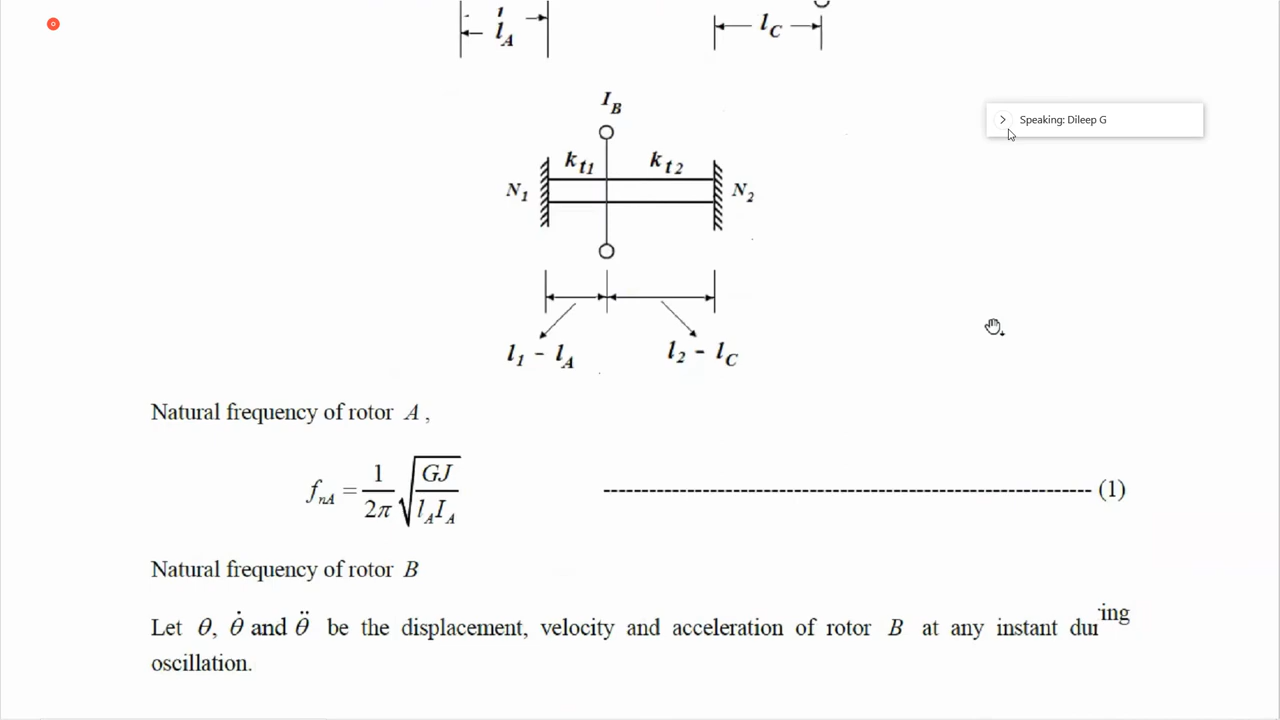 l_A
l_C
I_B
k_t1 k_t2
N_1 N_2
l_1 - l_A l_2 - l_C
Natural frequency of rotor A ,
f_nA = 1/2π √(GJ/l_A I_A) ------------------------------------------------------------ (1)
Natural frequency of rotor B
Let θ, θ̇ and θ̈ be the displacement, velocity and acceleration of rotor B at any instant during
oscillation.
Speaking: Dileep G